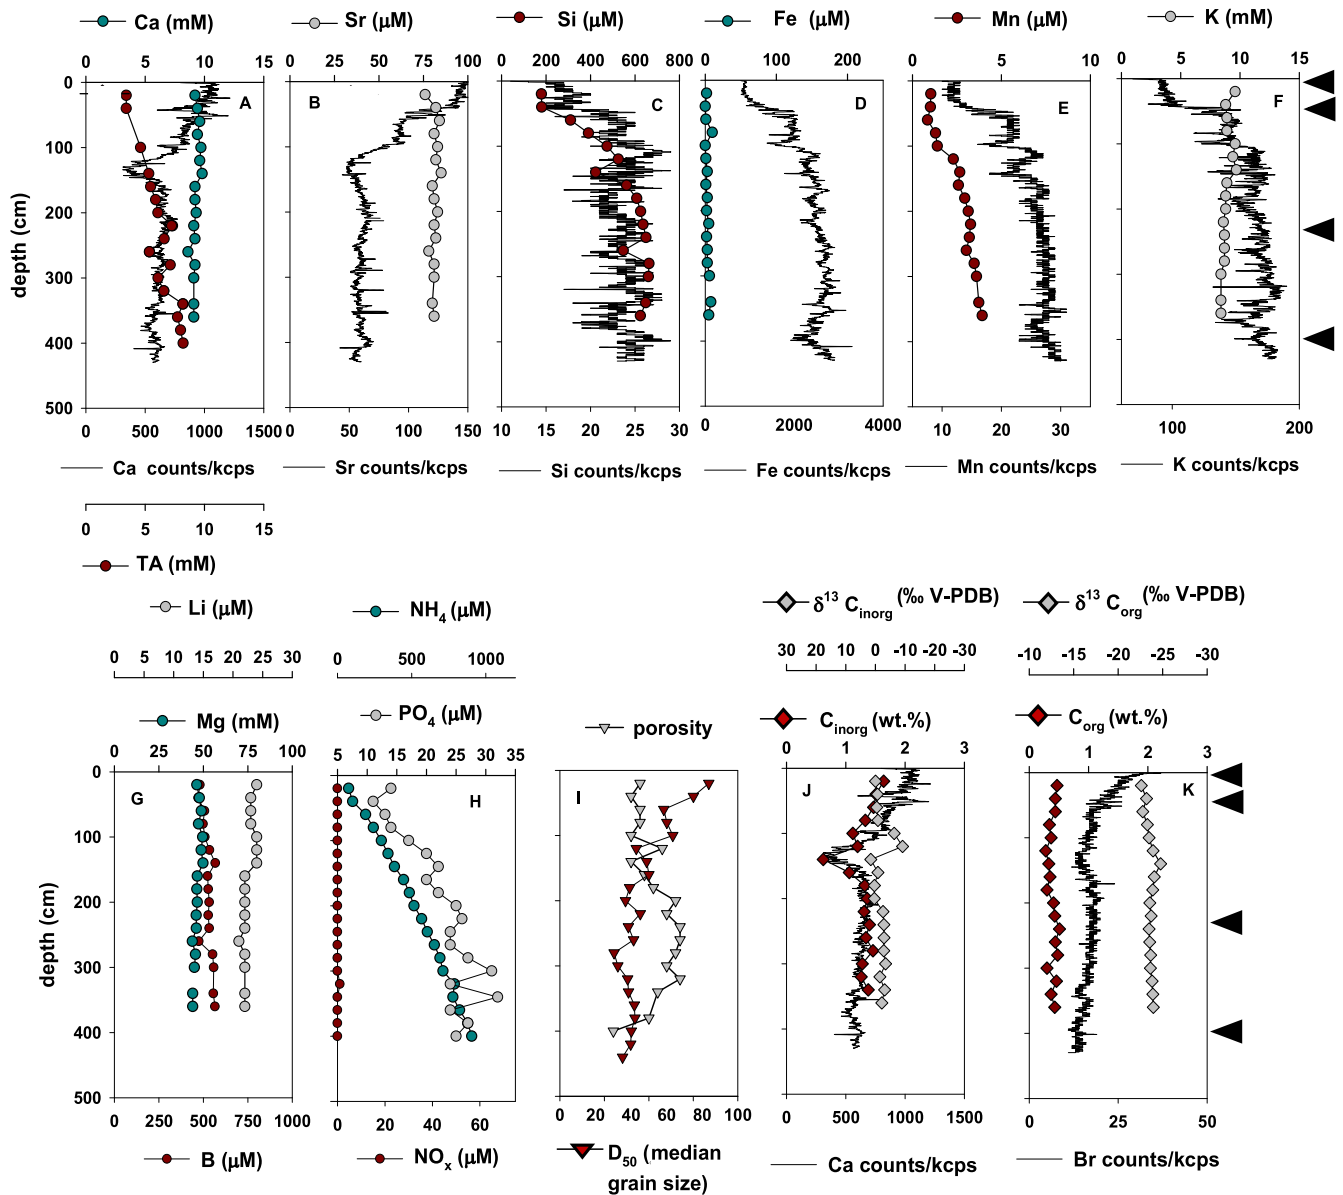 Ca (mM) Sr (µM) Si (µM) Fe (µM) Mn (µM) K (mM)
0 5 10 15 0 25 50 75 100 0 200 400 600 800 0 100 200 0 5 10 0 5 10 15
0
100
200
300
400
500
depth (cm)
A B C D E F
0 500 1000 1500 0 50 100 150 10 15 20 25 30 0 2000 4000 10 20 30 100 200
Ca counts/kcps Sr counts/kcps Si counts/kcps Fe counts/kcps Mn counts/kcps K counts/kcps
0 5 10 15
TA (mM)
Li (µM) NH4 (µM) δ13 Cinorg (‰ V-PDB) δ13 Corg (‰ V-PDB)
30 20 10 0 -10 -20 -30 -10 -15 -20 -25 -30
0 5 10 15 20 25 30 0 500 1000
Mg (mM) PO4 (µM) porosity Cinorg (wt.%) Corg (wt.%)
0 25 50 75 100 5 10 15 20 25 30 35 0 1 2 3 0 1 2 3
0
100
200
300
400
500
depth (cm)
G H I J K
250 500 750 1000 0 20 40 60 0 20 40 60 80 100 0 500 1000 1500 0 25 50
B (µM) NOx (µM) D50 (median
grain size) Ca counts/kcps Br counts/kcps